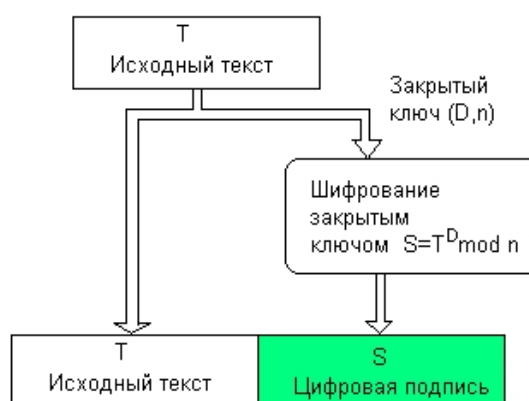 T
Исходный текст
Закрытый
ключ (D,n)
Шифрование
закрытым
ключом S=T^D mod n
T
Исходный текст
S
Цифровая подпись